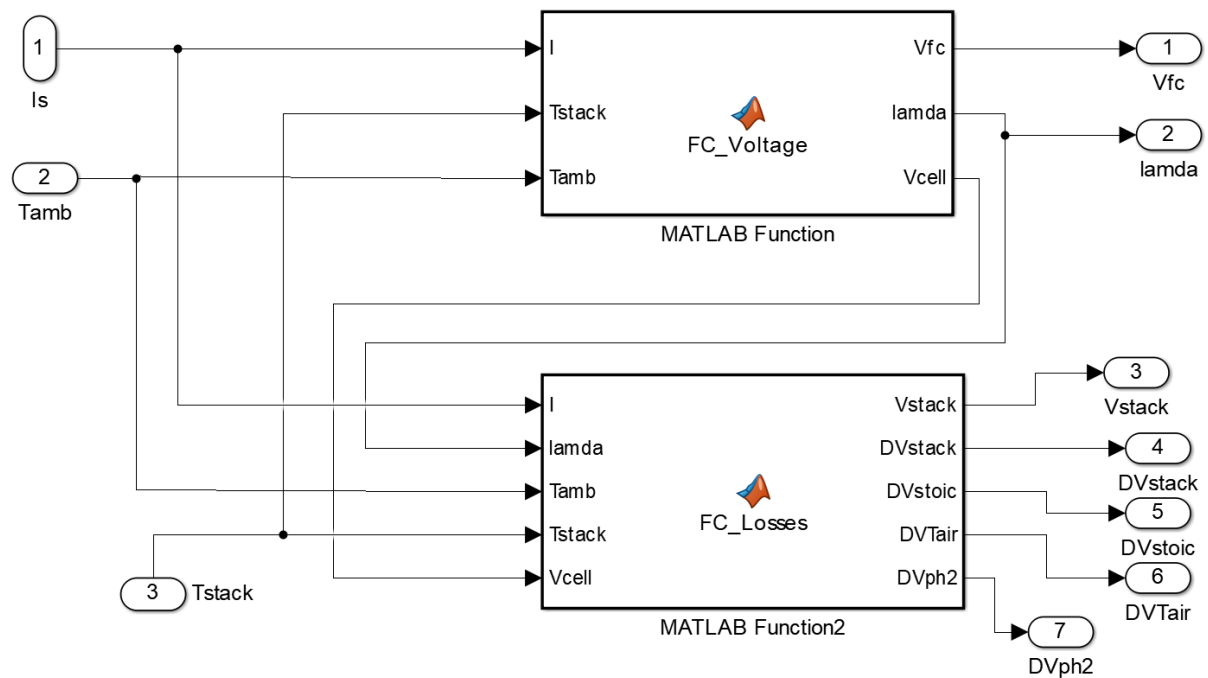 1
Is
2
Tamb
I
Tstack
Tamb
FC_Voltage
Vfc
lamda
Vcell
MATLAB Function
1
Vfc
2
lamda
I
lamda
Tamb
Tstack
Vcell
FC_Losses
Vstack
DVstack
DVstoic
DVTair
DVph2
MATLAB Function2
3
Tstack
3
Vstack
4
DVstack
5
DVstoic
6
DVTair
7
DVph2